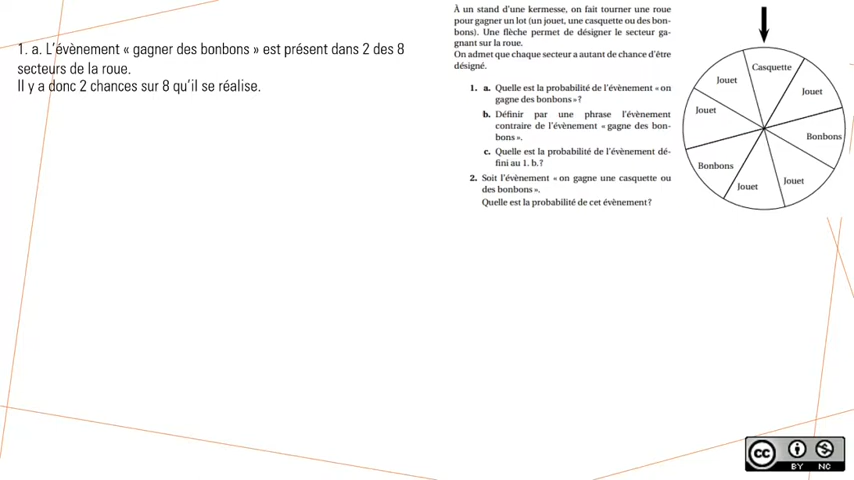 1. a. L’évènement « gagner des bonbons » est présent dans 2 des 8
secteurs de la roue.
Il y a donc 2 chances sur 8 qu’il se réalise.
À un stand d’une kermesse, on fait tourner une roue
pour gagner un lot (un jouet, une casquette ou des bon-
bons). Une flèche permet de désigner le secteur ga-
gnant sur la roue.
On admet que chaque secteur a autant de chance d’être
désigné.
1. a. Quelle est la probabilité de l’évènement « on
gagne des bonbons » ?
b. Définir par une phrase l’évènement
contraire de l’évènement « gagne des bon-
bons ».
c. Quelle est la probabilité de l’évènement dé-
fini au 1. b. ?
2. Soit l’évènement « on gagne une casquette ou
des bonbons ».
Quelle est la probabilité de cet évènement ?
Casquette
Jouet
Jouet
Jouet
Bonbons
Bonbons
Jouet
Jouet
cc
BY NC